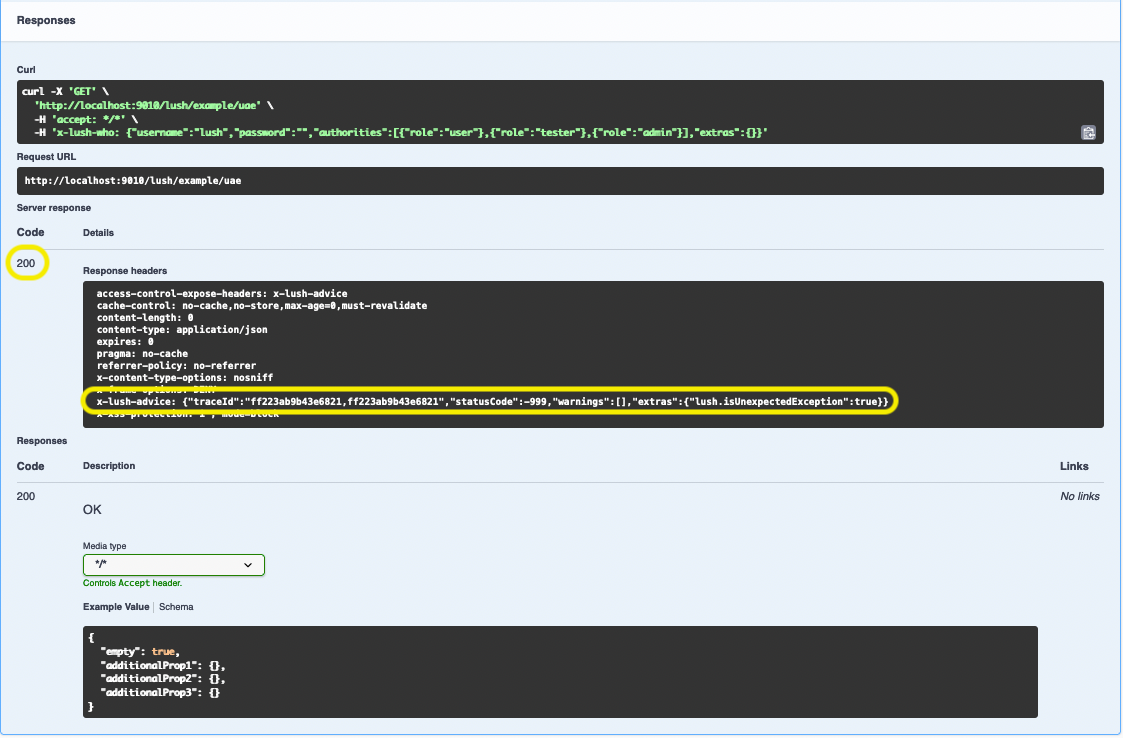 Responses
Curl
curl -X 'GET' \
'http://localhost:9010/lush/example/uae' \
-H 'accept: */*' \
-H 'x-lush-who: {"username":"lush","password":"","authorities":[{"role":"user"},{"role":"tester"},{"role":"admin"}],"extras":{}}'
Request URL
http://localhost:9010/lush/example/uae
Server response
Code Details
200
Response headers
access-control-expose-headers: x-lush-advice
cache-control: no-cache,no-store,max-age=0,must-revalidate
content-length: 0
content-type: application/json
expires: 0
pragma: no-cache
referrer-policy: no-referrer
x-content-type-options: nosniff
x-frame-options: DENY
x-lush-advice: {"traceId":"ff223ab9b43e6821,ff223ab9b43e6821","statusCode":-999,"warnings":[],"extras":{"lush.isUnexpectedException":true}}
x-xss-protection: 1 ; mode=block
Responses
Code Description Links
200 No links
OK
Media type
*/*
Controls Accept header.
Example Value Schema
{
"empty": true,
"additionalProp1": {},
"additionalProp2": {},
"additionalProp3": {}
}